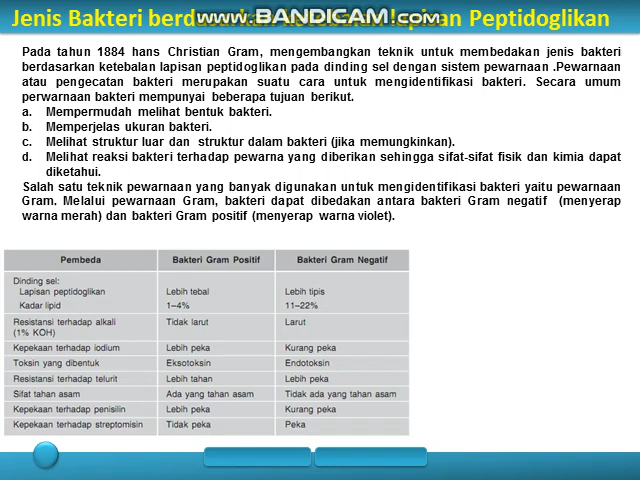 Jenis Bakteri berdasarkan ketebalan lapisan Peptidoglikan
www.BANDICAM.com
Pada tahun 1884 hans Christian Gram, mengembangkan teknik untuk membedakan jenis bakteri
berdasarkan ketebalan lapisan peptidoglikan pada dinding sel dengan sistem pewarnaan .Pewarnaan
atau pengecatan bakteri merupakan suatu cara untuk mengidentifikasi bakteri. Secara umum
perwarnaan bakteri mempunyai beberapa tujuan berikut.
a. Mempermudah melihat bentuk bakteri.
b. Memperjelas ukuran bakteri.
c. Melihat struktur luar dan struktur dalam bakteri (jika memungkinkan).
d. Melihat reaksi bakteri terhadap pewarna yang diberikan sehingga sifat-sifat fisik dan kimia dapat
diketahui.
Salah satu teknik pewarnaan yang banyak digunakan untuk mengidentifikasi bakteri yaitu pewarnaan
Gram. Melalui pewarnaan Gram, bakteri dapat dibedakan antara bakteri Gram negatif (menyerap
warna merah) dan bakteri Gram positif (menyerap warna violet).
Pembeda Bakteri Gram Positif Bakteri Gram Negatif
Dinding sel:
Lapisan peptidoglikan Lebih tebal Lebih tipis
Kadar lipid 1–4% 11–22%
Resistansi terhadap alkali Tidak larut Larut
(1% KOH)
Kepekaan terhadap iodium Lebih peka Kurang peka
Toksin yang dibentuk Eksotoksin Endotoksin
Resistansi terhadap telurit Lebih tahan Lebih peka
Sifat tahan asam Ada yang tahan asam Tidak ada yang tahan asam
Kepekaan terhadap penisilin Lebih peka Kurang peka
Kepekaan terhadap streptomisin Tidak peka Peka